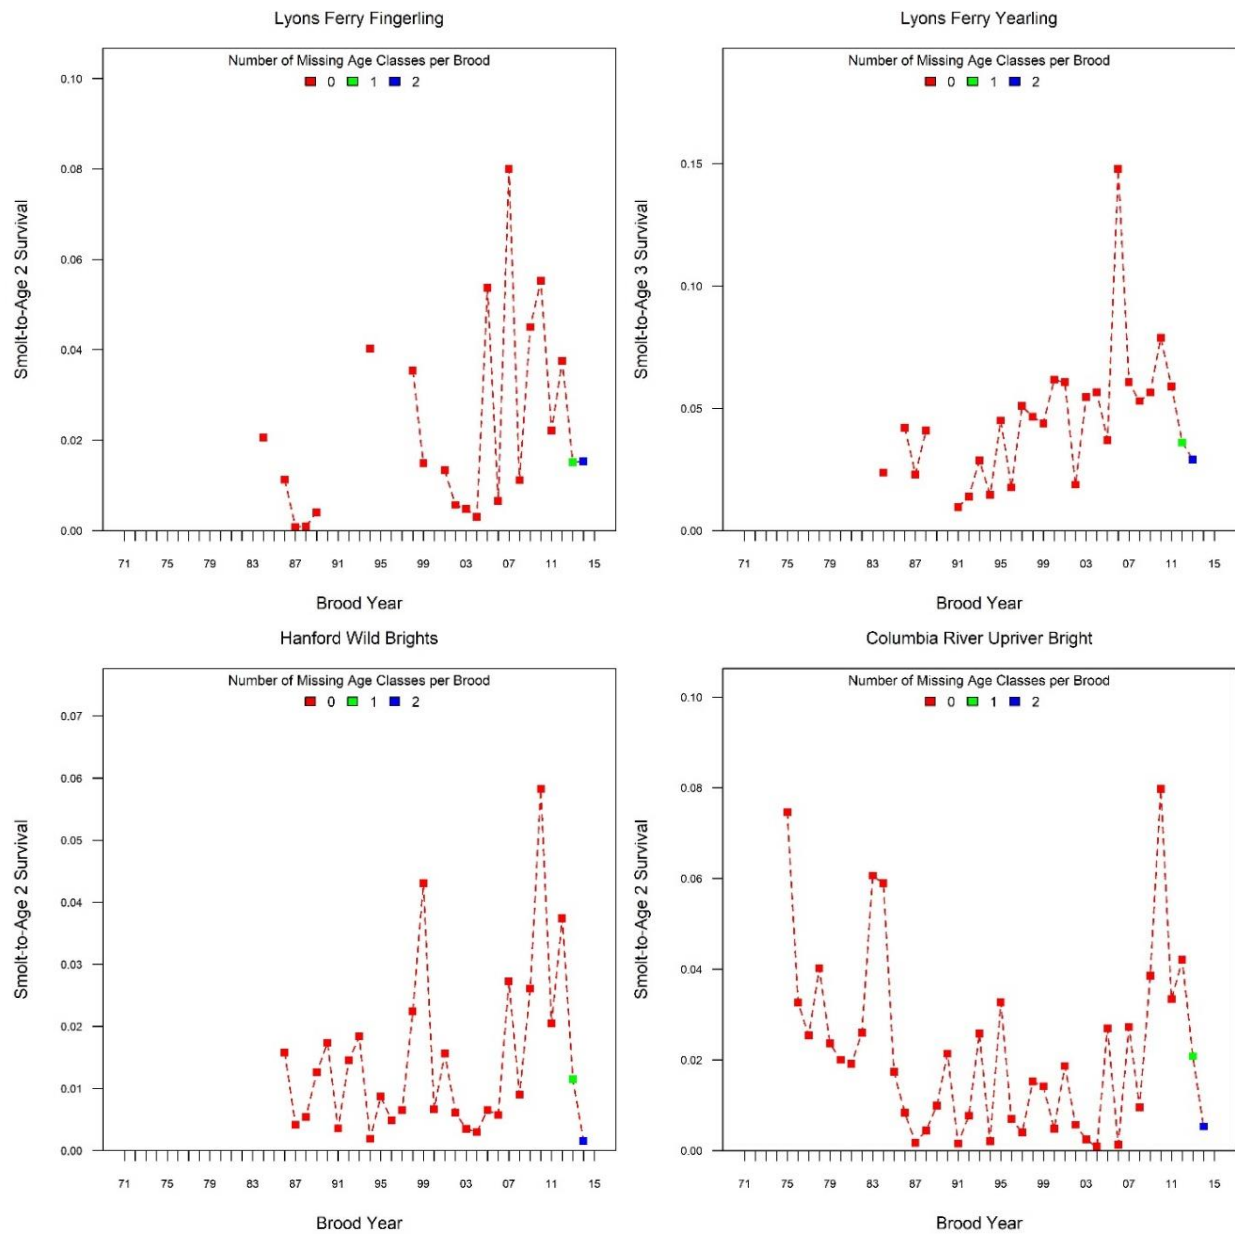 Lyons Ferry Fingerling
Number of Missing Age Classes per Brood
0 1 2
0.10
0.08
0.06
0.04
0.02
0.00
Smolt-to-Age 2 Survival
71 75 79 83 87 91 95 99 03 07 11 15
Brood Year
Lyons Ferry Yearling
Number of Missing Age Classes per Brood
0 1 2
0.15
0.10
0.05
0.00
Smolt-to-Age 3 Survival
71 75 79 83 87 91 95 99 03 07 11 15
Brood Year
Hanford Wild Brights
Number of Missing Age Classes per Brood
0 1 2
0.07
0.06
0.05
0.04
0.03
0.02
0.01
0.00
Smolt-to-Age 2 Survival
71 75 79 83 87 91 95 99 03 07 11 15
Brood Year
Columbia River Upriver Bright
Number of Missing Age Classes per Brood
0 1 2
0.10
0.08
0.06
0.04
0.02
0.00
Smolt-to-Age 2 Survival
71 75 79 83 87 91 95 99 03 07 11 15
Brood Year